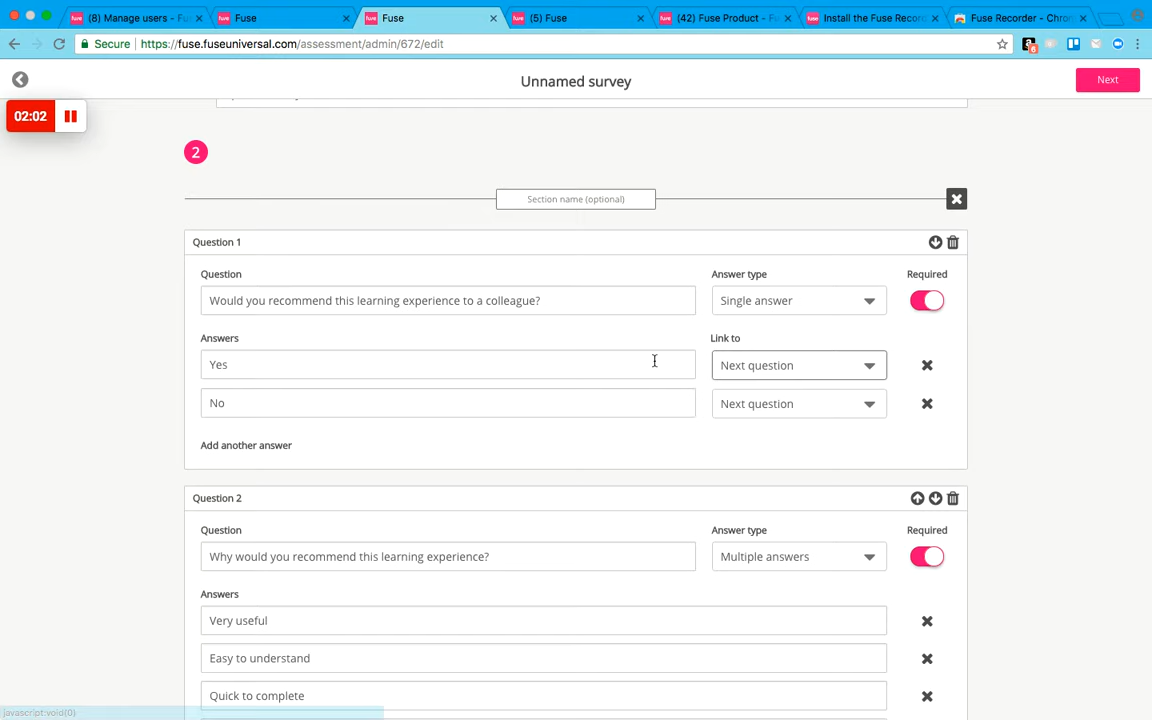 (8) Manage users - Fus
Fuse
Fuse
(5) Fuse
(42) Fuse Product - Fu
Install the Fuse Record
Fuse Recorder - Chrom
Secure
https://fuse.fuseuniversal.com/assessment/admin/672/edit
6
Unnamed survey
Next
02:02
2
Section name (optional)
Question 1
Question
Answer type
Required
Would you recommend this learning experience to a colleague?
Single answer
Answers
Link to
Yes
Next question
No
Next question
Add another answer
Question 2
Question
Answer type
Required
Why would you recommend this learning experience?
Multiple answers
Answers
Very useful
Easy to understand
Quick to complete
javascript:void(0)